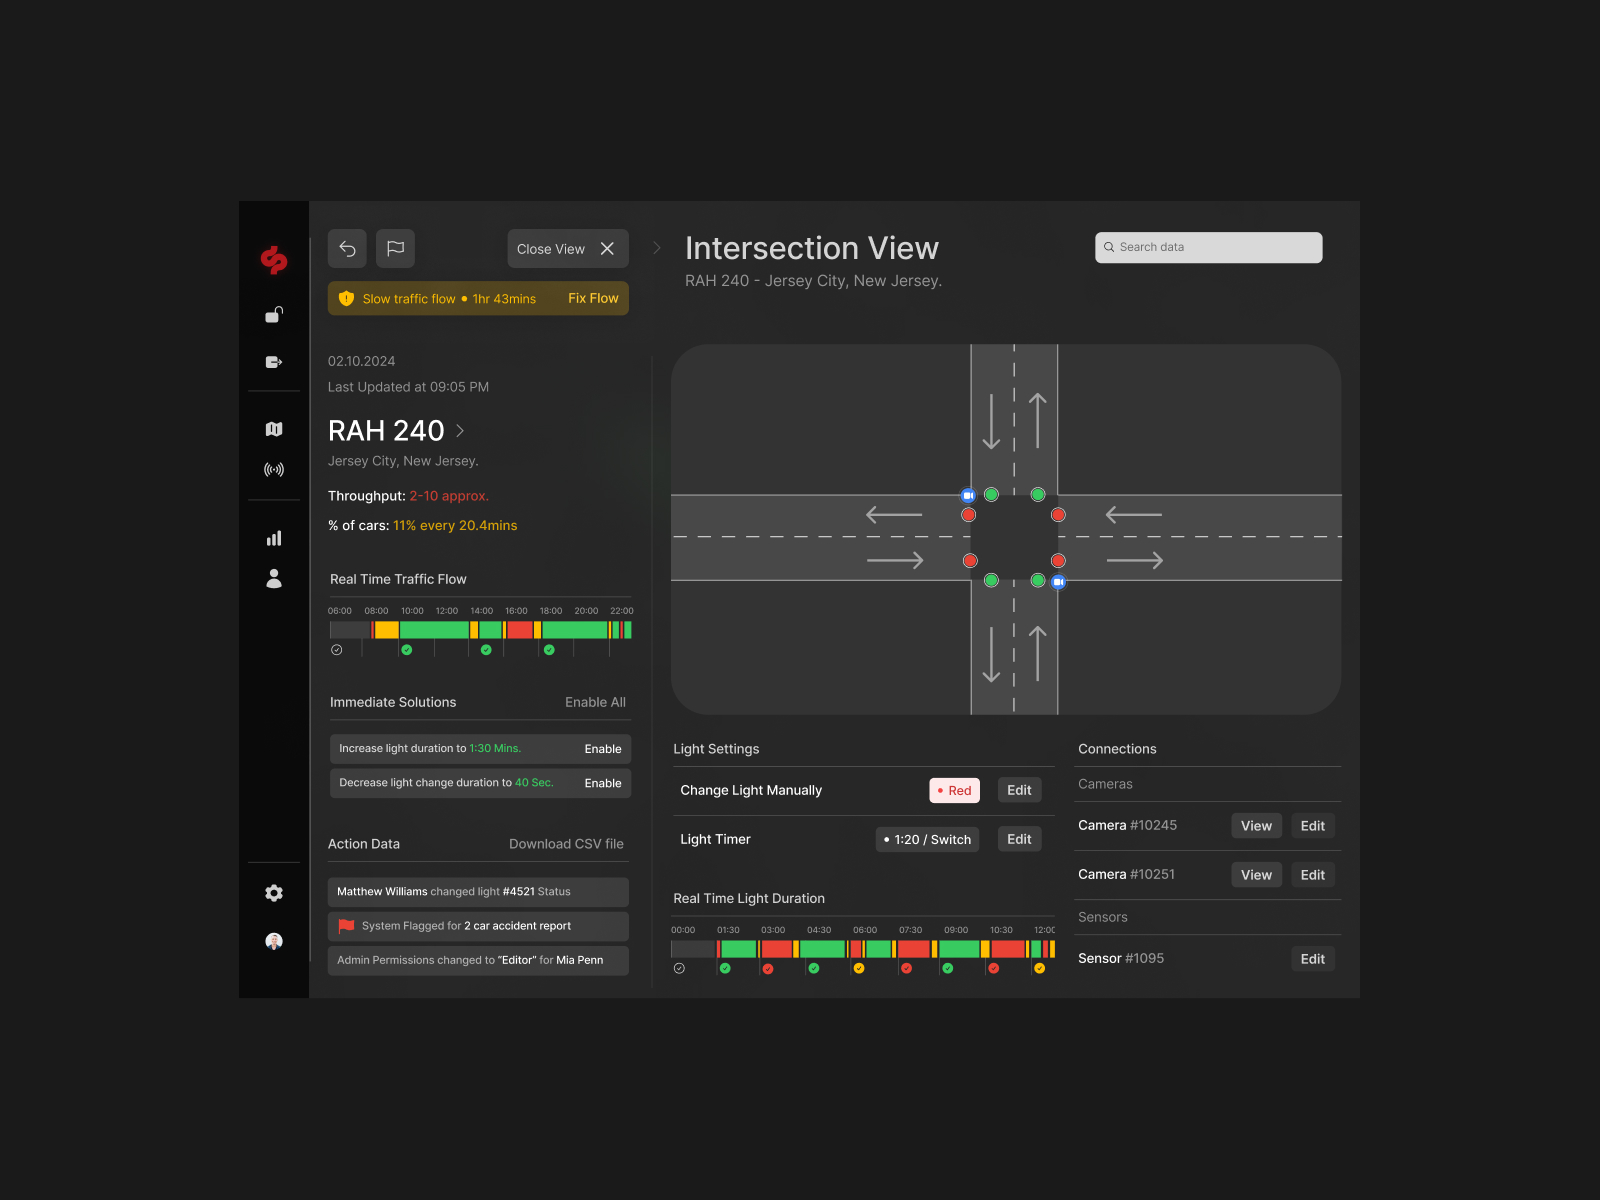 Close View
Slow traffic flow • 1hr 43mins
Fix Flow
02.10.2024
Last Updated at 09:05 PM
RAH 240
Jersey City, New Jersey.
Throughput: 2-10 approx.
% of cars: 11% every 20.4mins
Real Time Traffic Flow
06:00 08:00 10:00 12:00 14:00 16:00 18:00 20:00 22:00
Immediate Solutions
Enable All
Increase light duration to 1:30 Mins.
Enable
Decrease light change duration to 40 Sec.
Enable
Action Data
Download CSV file
Matthew Williams changed light #4521 Status
System Flagged for 2 car accident report
Admin Permissions changed to “Editor” for Mia Penn
Intersection View
RAH 240 - Jersey City, New Jersey.
Search data
Light Settings
Change Light Manually
• Red
Edit
Light Timer
• 1:20 / Switch
Edit
Real Time Light Duration
00:00 01:30 03:00 04:30 06:00 07:30 09:00 10:30 12:00
Connections
Cameras
Camera #10245
View
Edit
Camera #10251
View
Edit
Sensors
Sensor #1095
Edit